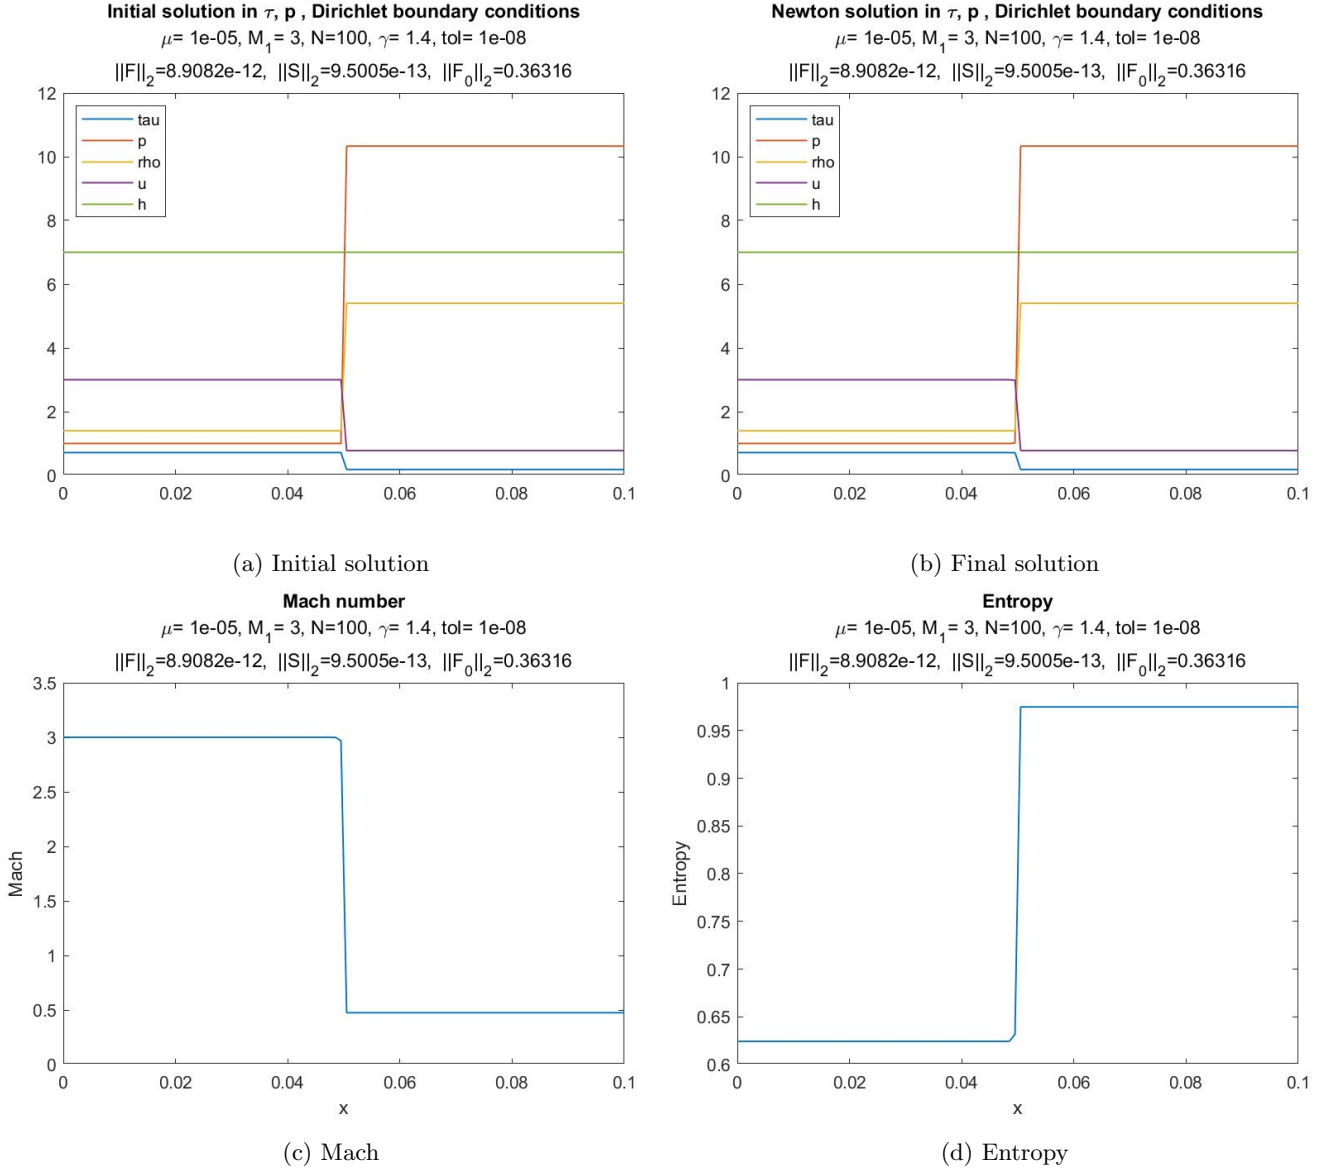 Initial solution in τ, p , Dirichlet boundary conditions
μ= 1e-05, M₁= 3, N=100, γ= 1.4, tol= 1e-08
||F||₂=8.9082e-12, ||S||₂=9.5005e-13, ||F₀||₂=0.36316
12
10
8
6
4
2
0
tau
p
rho
u
h
0 0.02 0.04 0.06 0.08 0.1
(a) Initial solution
Newton solution in τ, p , Dirichlet boundary conditions
μ= 1e-05, M₁= 3, N=100, γ= 1.4, tol= 1e-08
||F||₂=8.9082e-12, ||S||₂=9.5005e-13, ||F₀||₂=0.36316
12
10
8
6
4
2
0
tau
p
rho
u
h
0 0.02 0.04 0.06 0.08 0.1
(b) Final solution
Mach number
μ= 1e-05, M₁= 3, N=100, γ= 1.4, tol= 1e-08
||F||₂=8.9082e-12, ||S||₂=9.5005e-13, ||F₀||₂=0.36316
3.5
3
2.5
2
1.5
1
0.5
0
Mach
0 0.02 0.04 0.06 0.08 0.1
x
(c) Mach
Entropy
μ= 1e-05, M₁= 3, N=100, γ= 1.4, tol= 1e-08
||F||₂=8.9082e-12, ||S||₂=9.5005e-13, ||F₀||₂=0.36316
1
0.95
0.9
0.85
0.8
0.75
0.7
0.65
0.6
Entropy
0 0.02 0.04 0.06 0.08 0.1
x
(d) Entropy